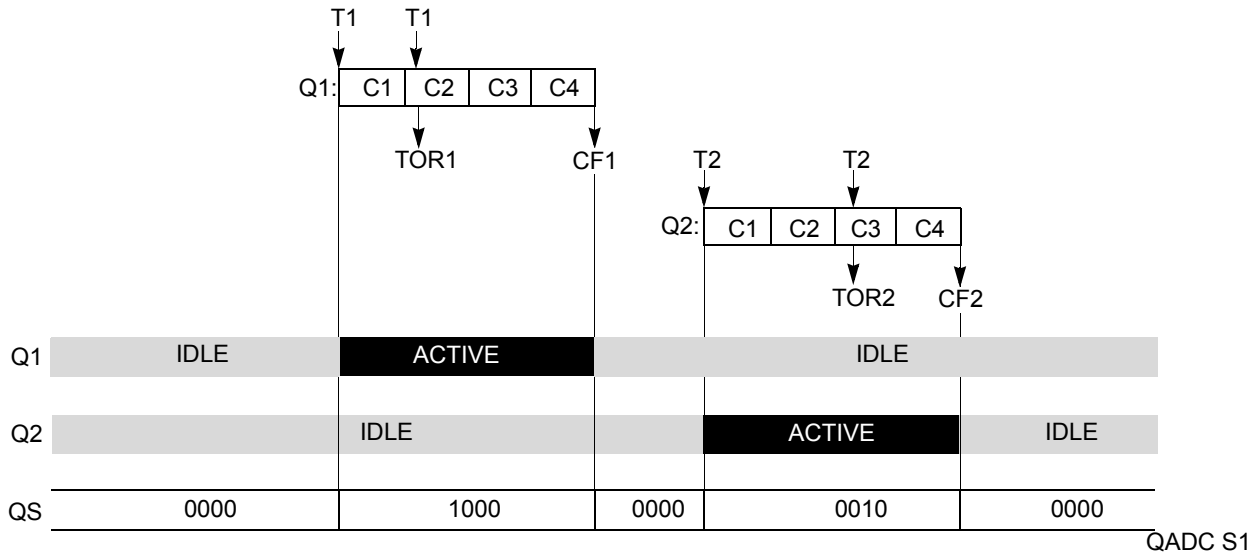 T1 T1
Q1: C1 C2 C3 C4
TOR1 CF1
T2 T2
Q2: C1 C2 C3 C4
TOR2 CF2
Q1 IDLE ACTIVE IDLE
Q2 IDLE ACTIVE IDLE
QS 0000 1000 0000 0010 0000
QADC S1